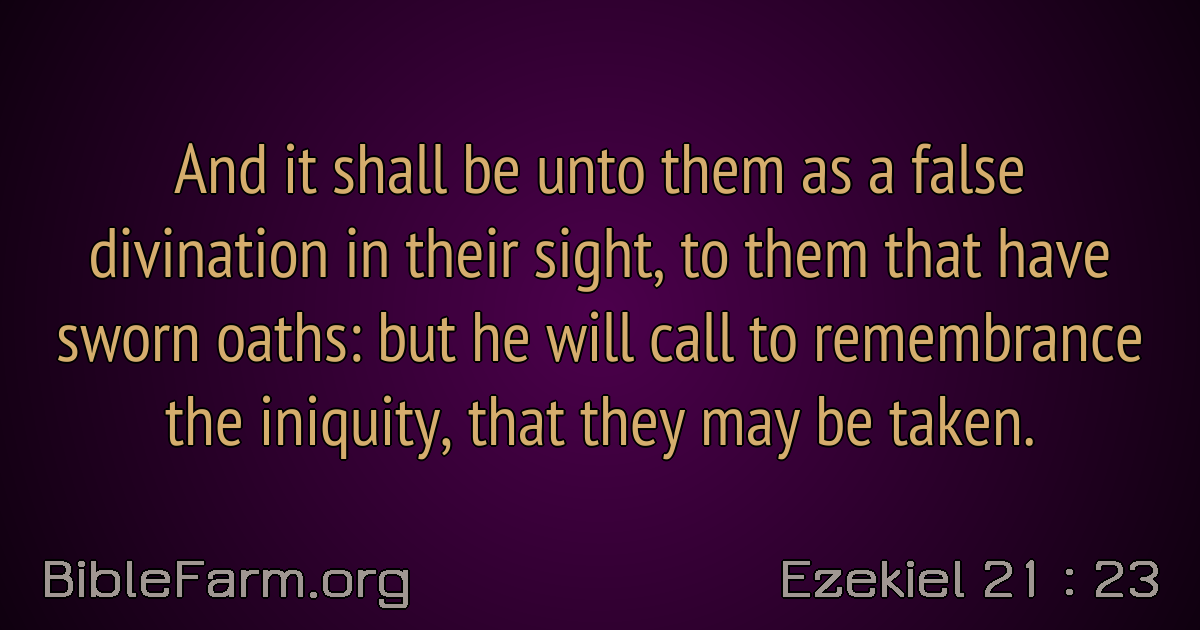 And it shall be unto them as a false
divination in their sight, to them that have
sworn oaths: but he will call to remembrance
the iniquity, that they may be taken.
BibleFarm.org
Ezekiel 21 : 23